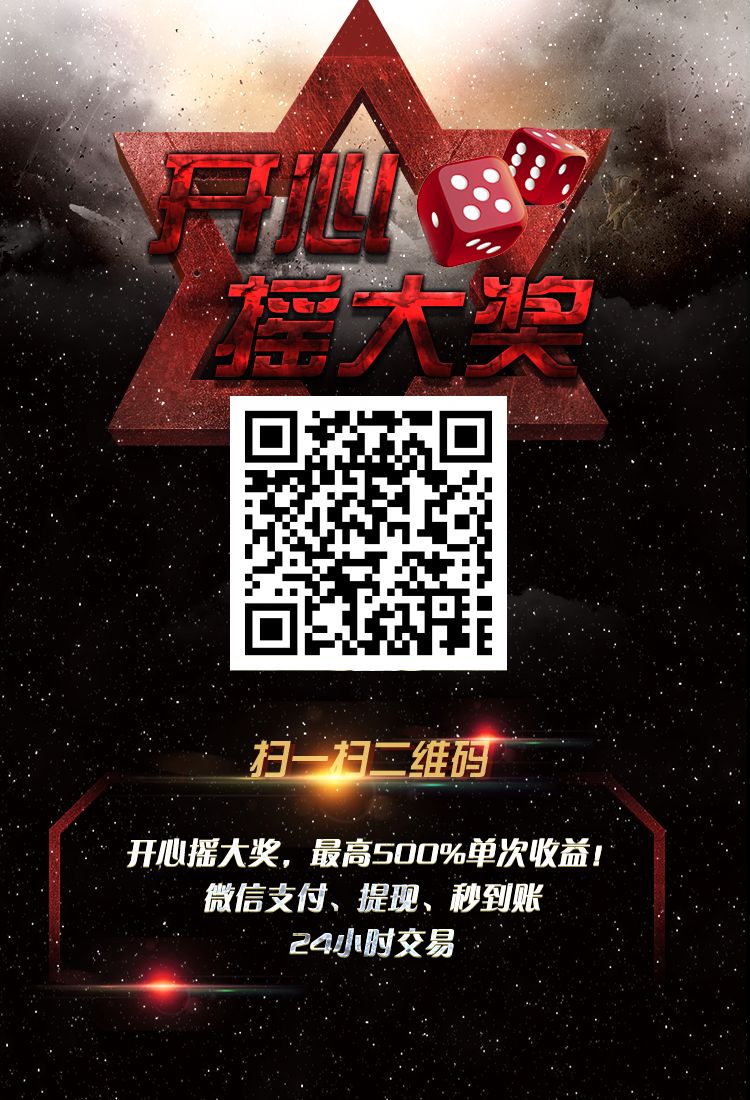 开心
摇大奖
扫一扫二维码
开心摇大奖，最高500%单次收益！
微信支付、提现、秒到账
24小时交易